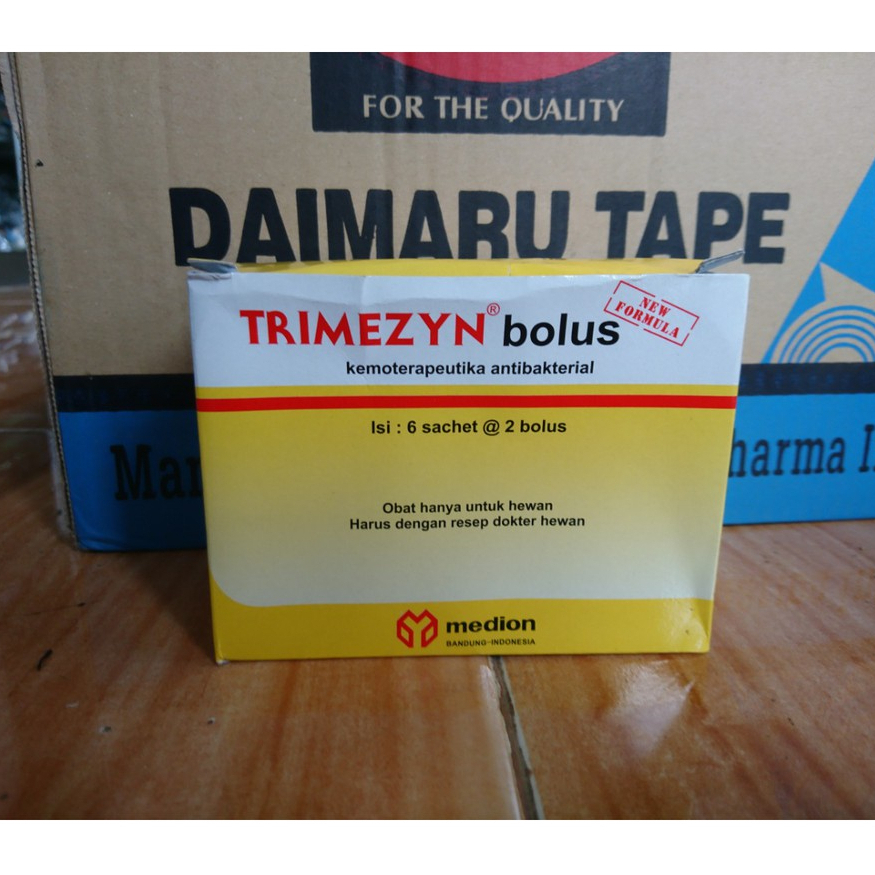 FOR THE QUALITY
DAIMARU TAPE
TRIMEZYN® bolus
NEW FORMULA
kemoterapeutika antibakterial
Isi : 6 sachet @ 2 bolus
Obat hanya untuk hewan
Harus dengan resep dokter hewan
medion
BANDUNG-INDONESIA